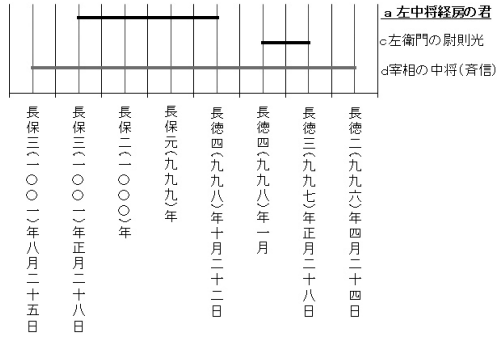 a左中将経房の君
c左衛門の尉則光
d宰相の中将（斉信）
長徳二（九九六）年四月二十四日
長徳三（九九七）年正月二十八日
長徳四（九九八）年一月
長徳四（九九八）年十月二十二日
長保元（九九九）年
長保二（一〇〇〇）年
長保三（一〇〇一）年正月二十八日
長保三（一〇〇一）年八月二十五日